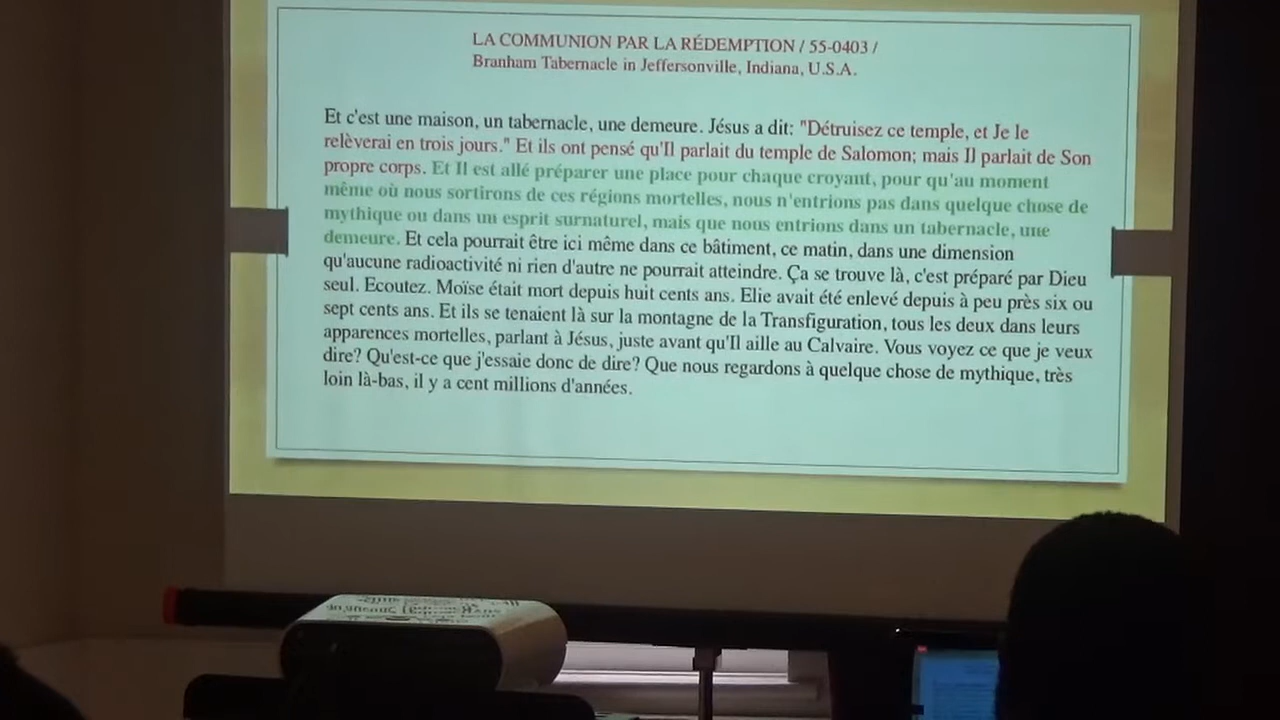 LA COMMUNION PAR LA RÉDEMPTION / 55-0403 /
Branham Tabernacle in Jeffersonville, Indiana, U.S.A.
Et c'est une maison, un tabernacle, une demeure. Jésus a dit: "Détruisez ce temple, et Je le
relèverai en trois jours." Et ils ont pensé qu'Il parlait du temple de Salomon; mais Il parlait de Son
propre corps. Et Il est allé préparer une place pour chaque croyant, pour qu'au moment
même où nous sortirons de ces régions mortelles, nous n'entrions pas dans quelque chose de
mythique ou dans un esprit surnaturel, mais que nous entrions dans un tabernacle, une
demeure. Et cela pourrait être ici même dans ce bâtiment, ce matin, dans une dimension
qu'aucune radioactivité ni rien d'autre ne pourrait atteindre. Ça se trouve là, c'est préparé par Dieu
seul. Ecoutez. Moïse était mort depuis huit cents ans. Elie avait été enlevé depuis à peu près six ou
sept cents ans. Et ils se tenaient là sur la montagne de la Transfiguration, tous les deux dans leurs
apparences mortelles, parlant à Jésus, juste avant qu'Il aille au Calvaire. Vous voyez ce que je veux
dire? Qu'est-ce que j'essaie donc de dire? Que nous regardons à quelque chose de mythique, très
loin là-bas, il y a cent millions d'années.